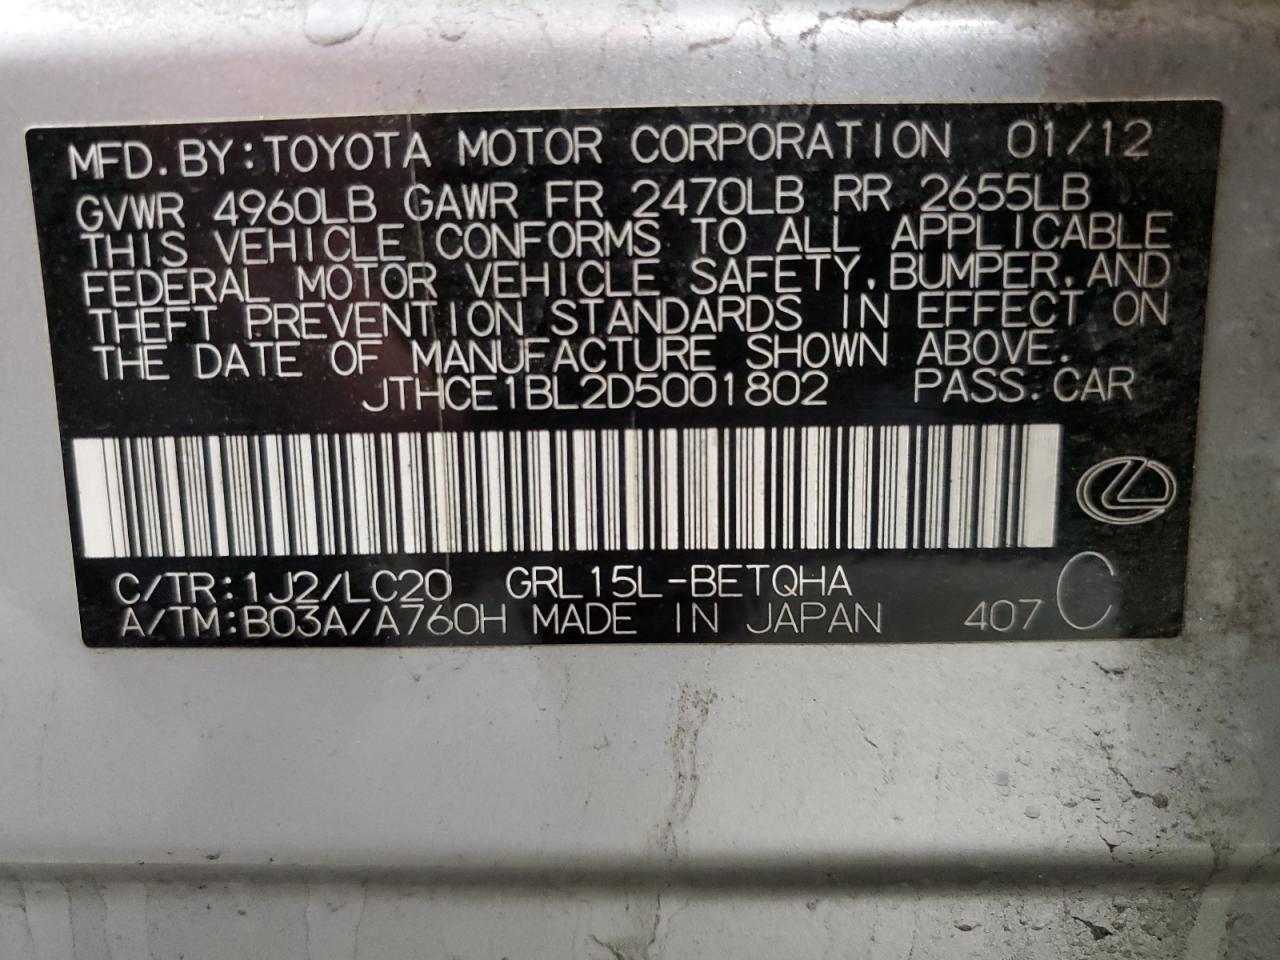 MFD. BY: TOYOTA MOTOR CORPORATION 01/12
GVWR 4960LB GAWR FR 2470LB RR 2655LB
THIS VEHICLE CONFORMS TO ALL APPLICABLE
FEDERAL MOTOR VEHICLE SAFETY, BUMPER, AND
THEFT PREVENTION STANDARDS IN EFFECT ON
THE DATE OF MANUFACTURE SHOWN ABOVE.
JTHCE1BL2D5001802 PASS. CAR
C/TR: 1J2/LC20 GRL15L-BETQHA
A/TM: B03A/A760H MADE IN JAPAN 407 C